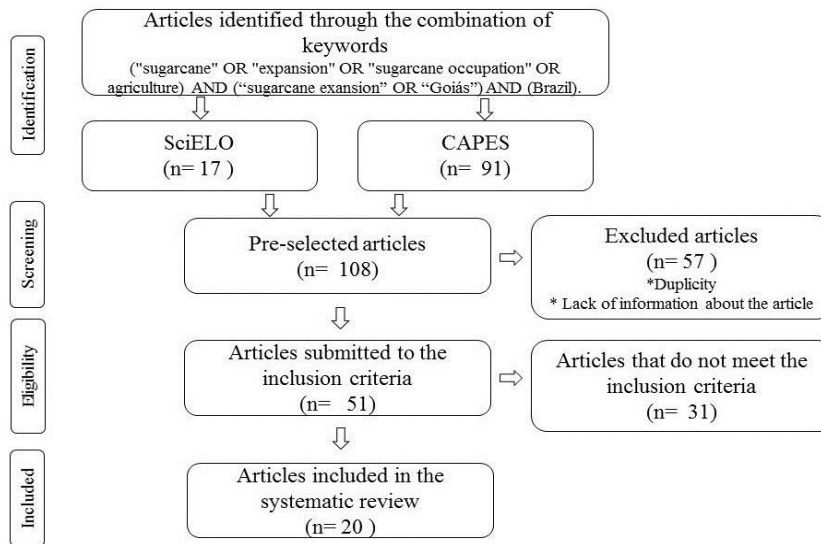 Identification
Articles identified through the combination of
keywords
("sugarcane" OR "expansion" OR "sugarcane occupation" OR
agriculture) AND (“sugarcane exansion” OR “Goiás”) AND (Brazil).
SciELO
(n= 17 )
CAPES
(n= 91)
Screening
Pre-selected articles
(n= 108)
Excluded articles
(n= 57 )
*Duplicity
* Lack of information about the article
Eligibility
Articles submitted to the
inclusion criteria
(n= 51)
Articles that do not meet the
inclusion criteria
(n= 31)
Included
Articles included in the
systematic review
(n= 20 )